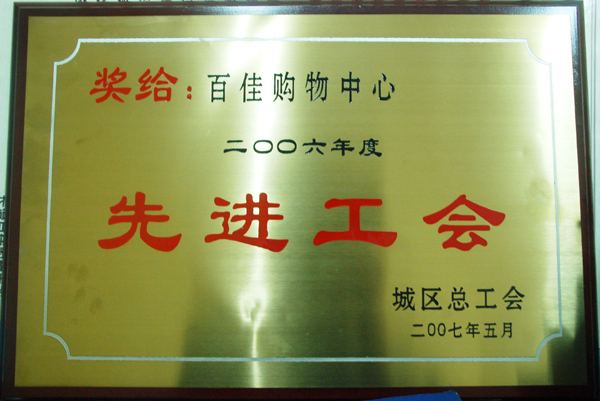 奖给：百佳购物中心
二〇〇六年度
先进工会
城区总工会
二〇〇七年五月